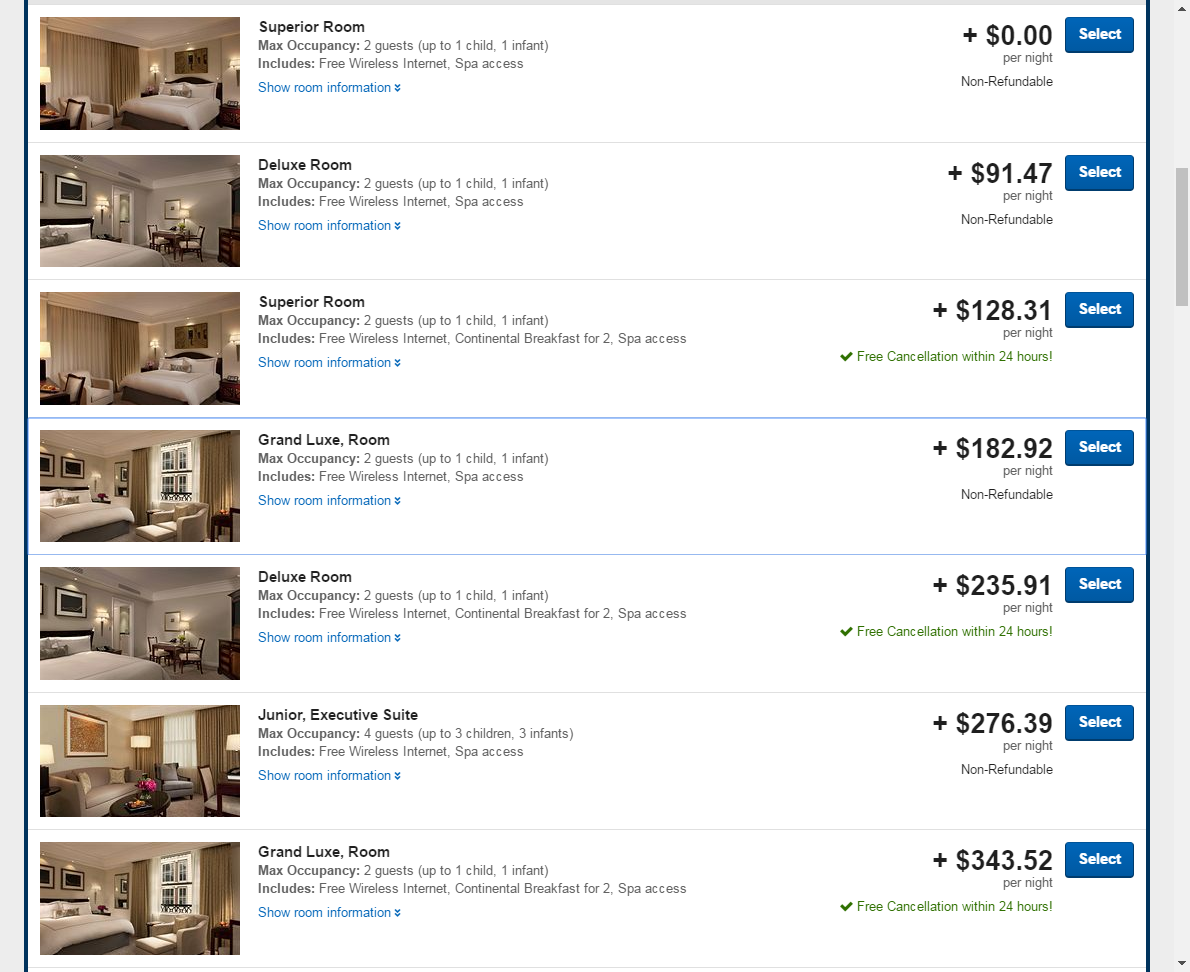 Superior Room
Max Occupancy: 2 guests (up to 1 child, 1 infant)
Includes: Free Wireless Internet, Spa access
Show room information
+ $0.00
per night
Non-Refundable
Select
Deluxe Room
Max Occupancy: 2 guests (up to 1 child, 1 infant)
Includes: Free Wireless Internet, Spa access
Show room information
+ $91.47
per night
Non-Refundable
Select
Superior Room
Max Occupancy: 2 guests (up to 1 child, 1 infant)
Includes: Free Wireless Internet, Continental Breakfast for 2, Spa access
Show room information
+ $128.31
per night
Free Cancellation within 24 hours!
Select
Grand Luxe, Room
Max Occupancy: 2 guests (up to 1 child, 1 infant)
Includes: Free Wireless Internet, Spa access
Show room information
+ $182.92
per night
Non-Refundable
Select
Deluxe Room
Max Occupancy: 2 guests (up to 1 child, 1 infant)
Includes: Free Wireless Internet, Continental Breakfast for 2, Spa access
Show room information
+ $235.91
per night
Free Cancellation within 24 hours!
Select
Junior, Executive Suite
Max Occupancy: 4 guests (up to 3 children, 3 infants)
Includes: Free Wireless Internet, Spa access
Show room information
+ $276.39
per night
Non-Refundable
Select
Grand Luxe, Room
Max Occupancy: 2 guests (up to 1 child, 1 infant)
Includes: Free Wireless Internet, Continental Breakfast for 2, Spa access
Show room information
+ $343.52
per night
Free Cancellation within 24 hours!
Select